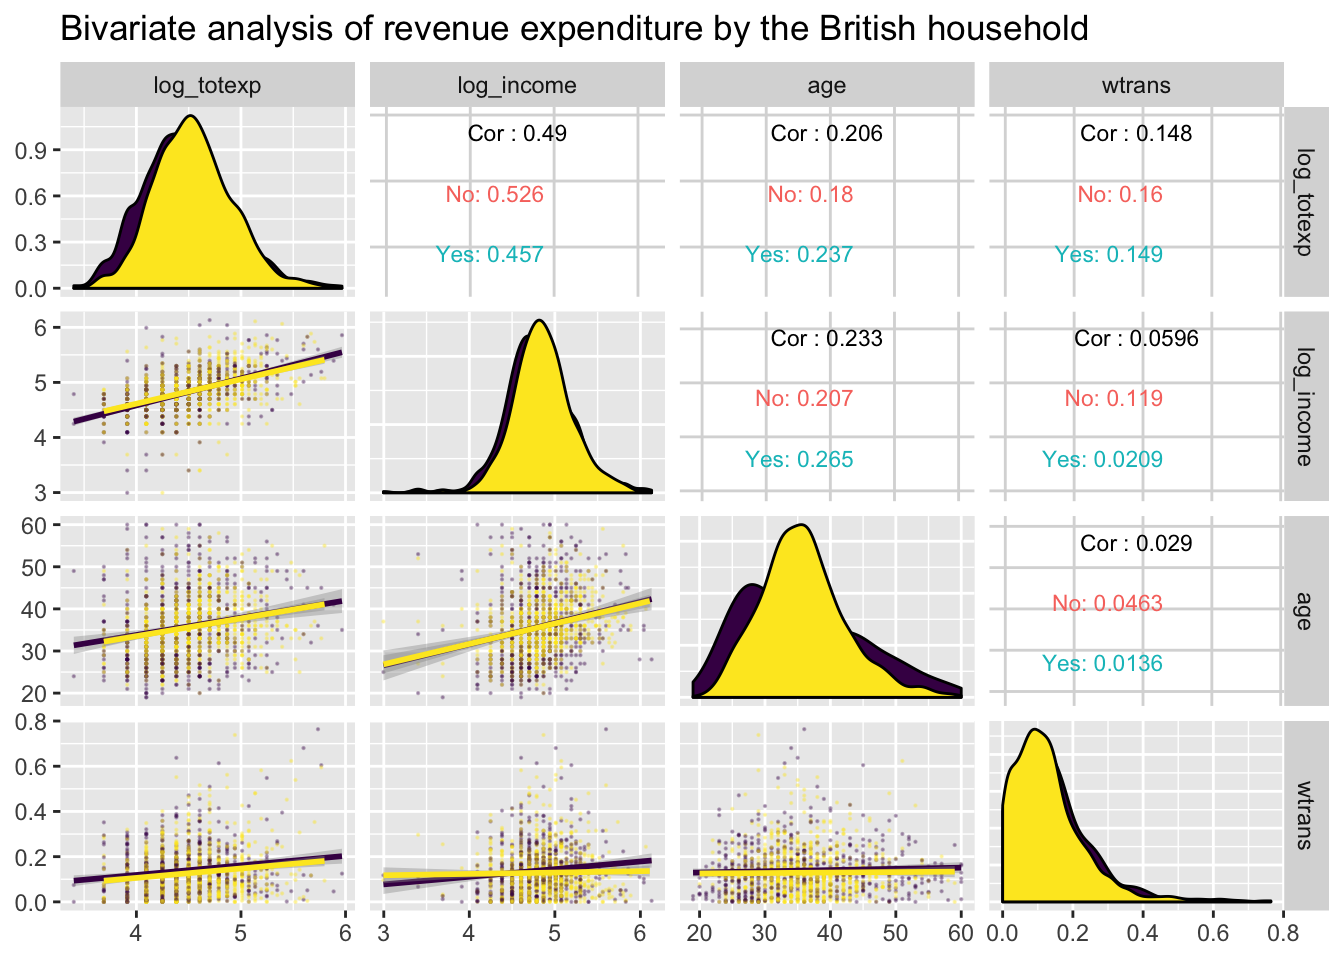 Bivariate analysis of revenue expenditure by the British household
log_totexp
log_income
age
wtrans
0.9
0.6
0.3
0.0
Cor : 0.49
No: 0.526
Yes: 0.457
Cor : 0.206
No: 0.18
Yes: 0.237
Cor : 0.148
No: 0.16
Yes: 0.149
log_totexp
6
5
4
3
Cor : 0.233
No: 0.207
Yes: 0.265
Cor : 0.0596
No: 0.119
Yes: 0.0209
log_income
60
50
40
30
20
Cor : 0.029
No: 0.0463
Yes: 0.0136
age
0.8
0.6
0.4
0.2
0.0
wtrans
4 5 6
3 4 5 6
20 30 40 50 60
0.0 0.2 0.4 0.6 0.8